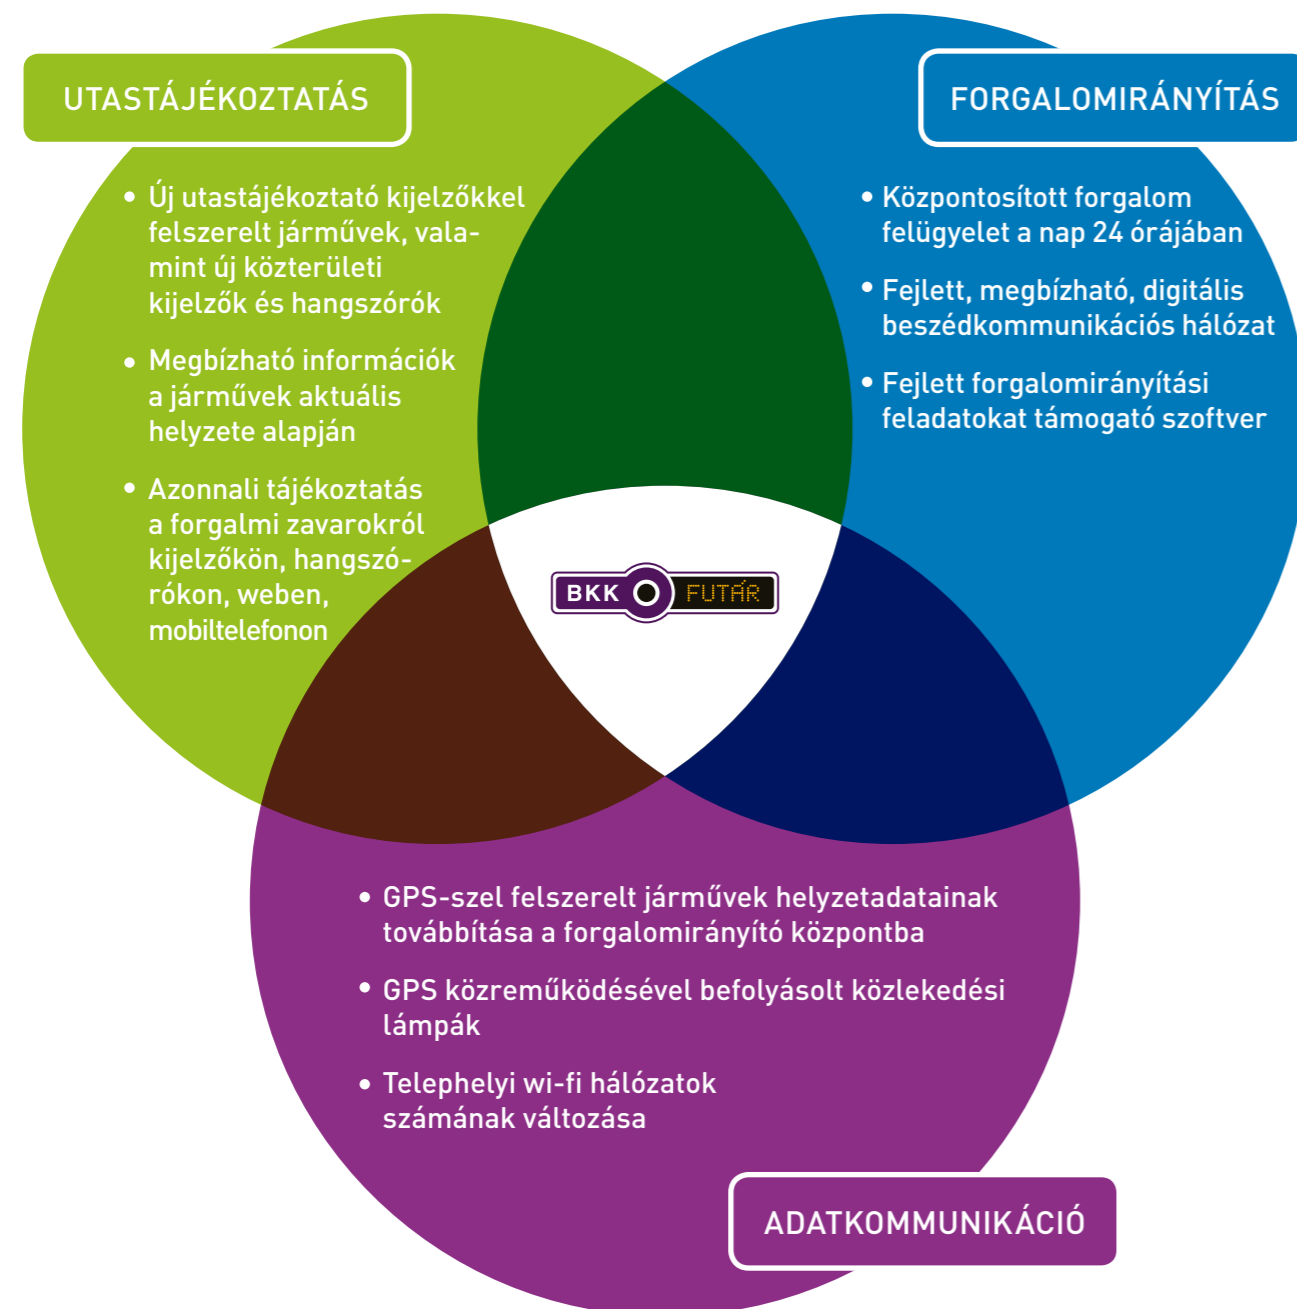 UTASTÁJÉKOZTATÁS
• Új utastájékoztató kijelzőkkel
felszerelt járművek, vala-
mint új közterületi
kijelzők és hangszórók
• Megbízható információk
a járművek aktuális
helyzete alapján
• Azonnali tájékoztatás
a forgalmi zavarokról
kijelzőkön, hangszó-
rókon, weben,
mobiltelefonon
FORGALOMIRÁNYÍTÁS
• Központosított forgalom
felügyelet a nap 24 órájában
• Fejlett, megbízható, digitális
beszédkommunikációs hálózat
• Fejlett forgalomirányítási
feladatokat támogató szoftver
BKK FUTÁR
• GPS-szel felszerelt járművek helyzetadatainak
továbbítása a forgalomirányító központba
• GPS közreműködésével befolyásolt közlekedési
lámpák
• Telephelyi wi-fi hálózatok
számának változása
ADATKOMMUNIKÁCIÓ